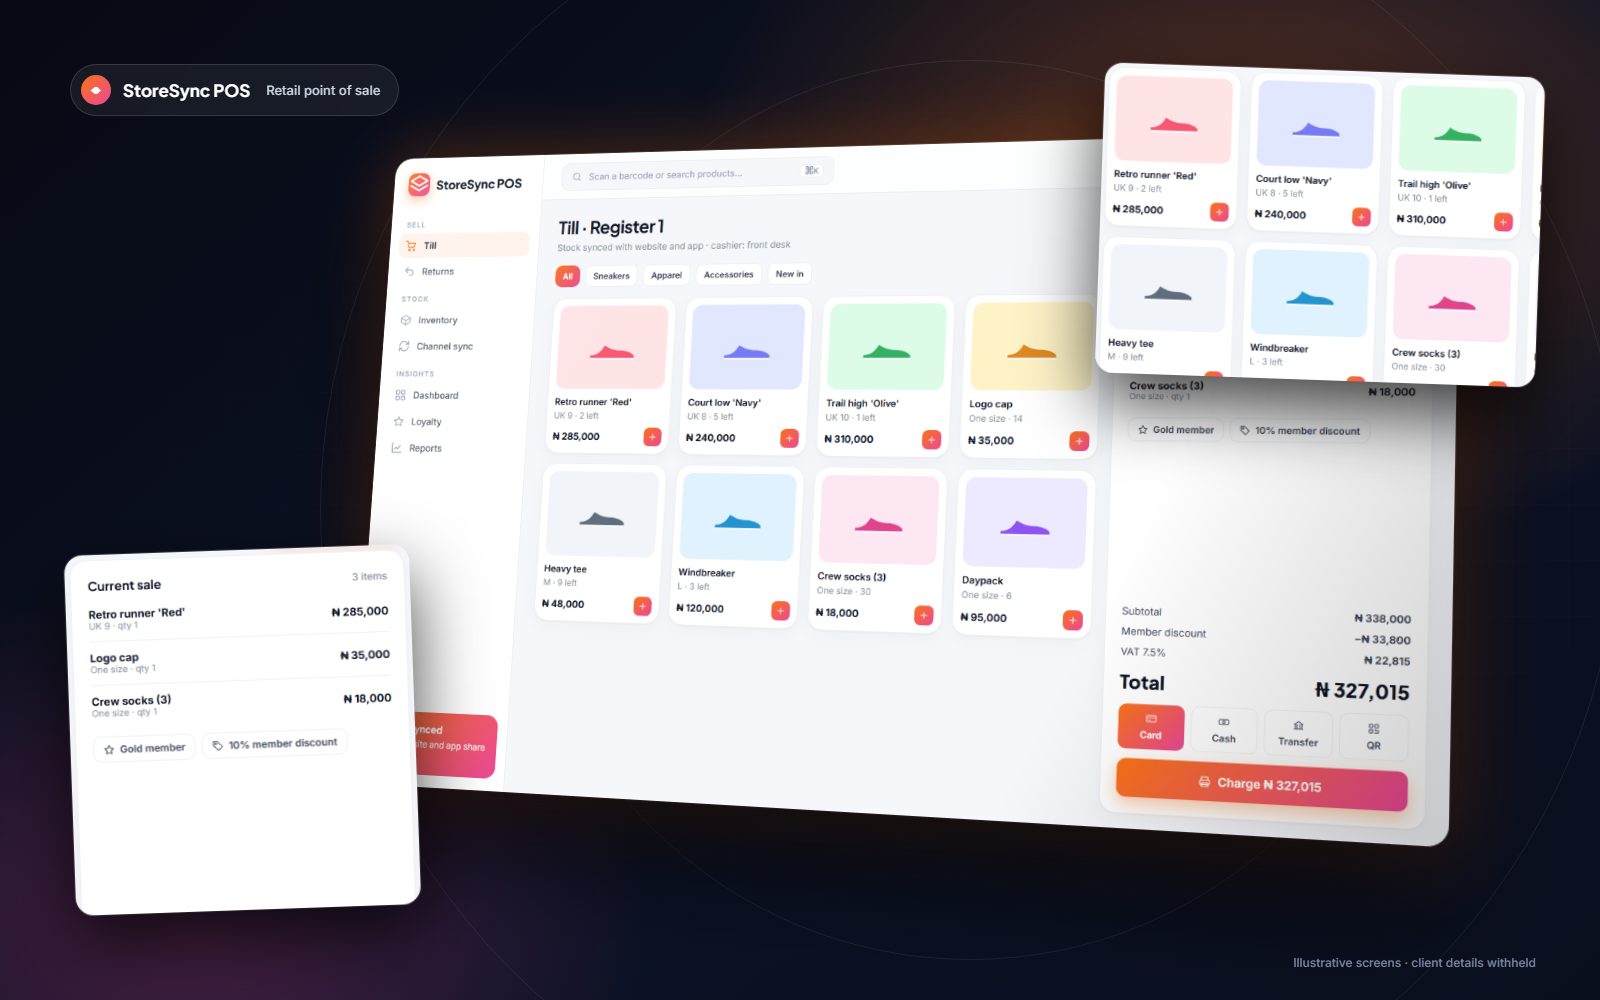 StoreSync POS Retail point of sale
StoreSync POS
SELL
Till
Returns
STOCK
Inventory
Channel sync
INSIGHTS
Dashboard
Loyalty
Reports
ynced
site and app share
Scan a barcode or search products... ⌘K
Till · Register 1
Stock synced with website and app · cashier: front desk
All Sneakers Apparel Accessories New in
Retro runner 'Red'
UK 9 · 2 left
₦ 285,000
Court low 'Navy'
UK 8 · 5 left
₦ 240,000
Trail high 'Olive'
UK 10 · 1 left
₦ 310,000
Logo cap
One size · 14
₦ 35,000
Heavy tee
M · 9 left
₦ 48,000
Windbreaker
L · 3 left
₦ 120,000
Crew socks (3)
One size · 30
₦ 18,000
Daypack
One size · 6
₦ 95,000
Retro runner 'Red'
UK 9 · 2 left
₦ 285,000
Court low 'Navy'
UK 8 · 5 left
₦ 240,000
Trail high 'Olive'
UK 10 · 1 left
₦ 310,000
Heavy tee
M · 9 left
Windbreaker
L · 3 left
Crew socks (3)
One size · 30
Crew socks (3) ₦ 18,000
One size · qty 1
Gold member 10% member discount
Subtotal ₦ 338,000
Member discount −₦ 33,800
VAT 7.5% ₦ 22,815
Total ₦ 327,015
Card Cash Transfer QR
Charge ₦ 327,015
Current sale 3 items
Retro runner 'Red' ₦ 285,000
UK 9 · qty 1
Logo cap ₦ 35,000
One size · qty 1
Crew socks (3) ₦ 18,000
One size · qty 1
Gold member 10% member discount
Illustrative screens · client details withheld